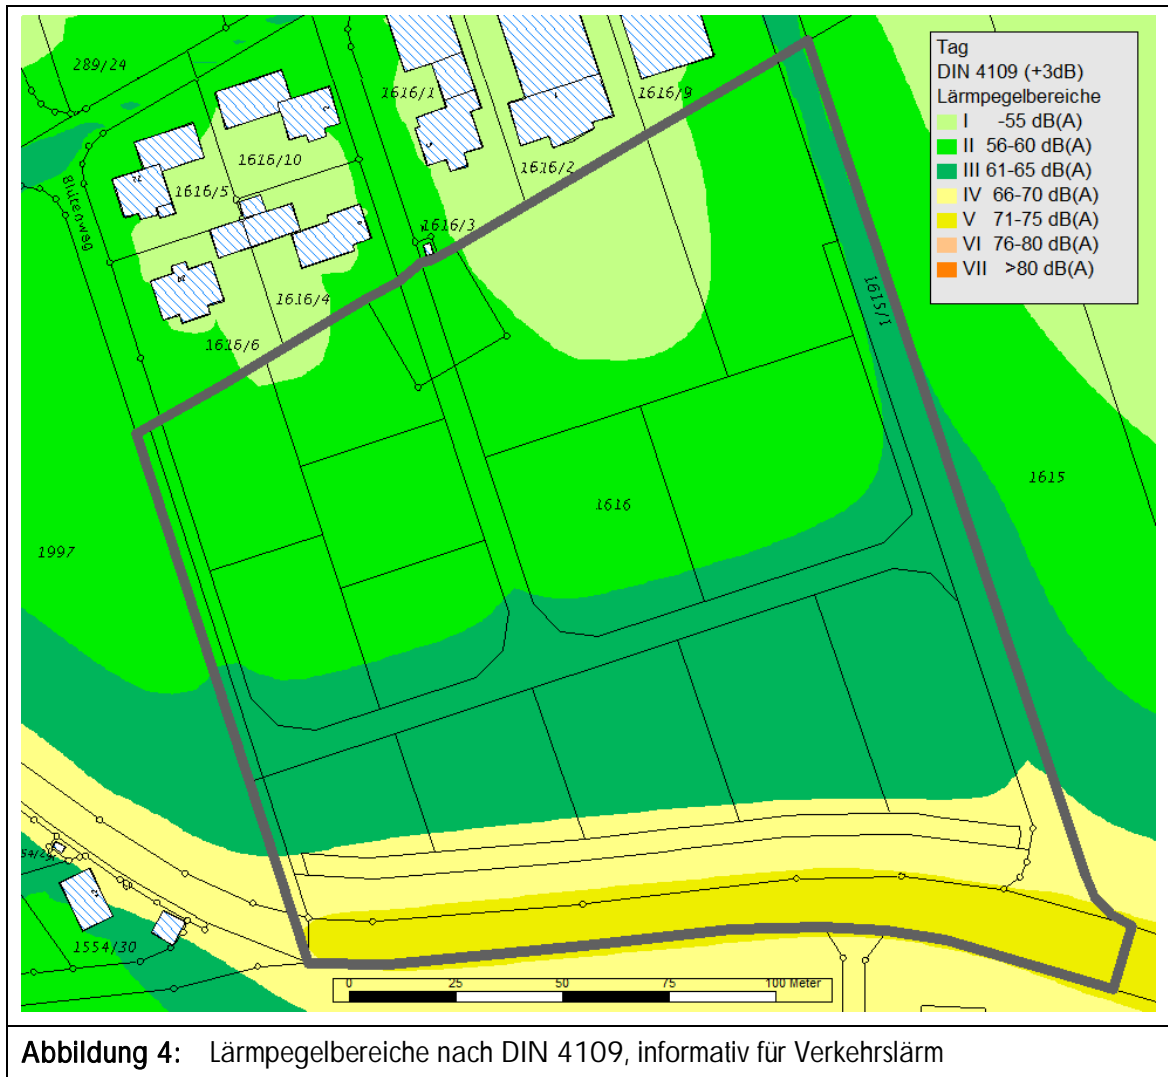 Tag
DIN 4109 (+3dB)
Lärmpegelbereiche
I -55 dB(A)
II 56-60 dB(A)
III 61-65 dB(A)
IV 66-70 dB(A)
V 71-75 dB(A)
VI 76-80 dB(A)
VII >80 dB(A)
289/24
1616/1
1616/9
1616/10
1616/2
1616/5
Blütenweg
1616/3
1616/4
1615/1
1616/6
1615
1616
1997
1554/30
0 25 50 75 100 Meter
Abbildung 4: Lärmpegelbereiche nach DIN 4109, informativ für Verkehrslärm